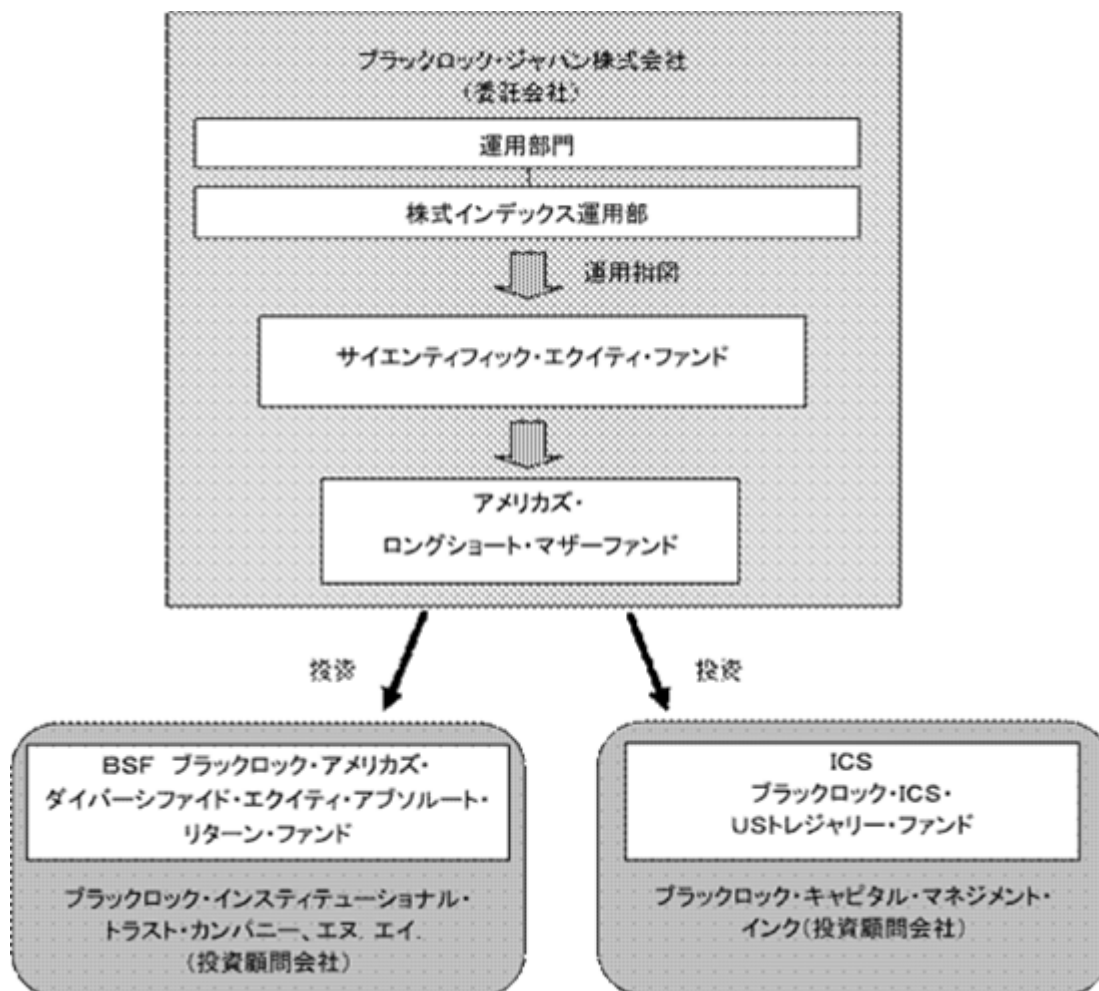 ブラックロック・ジャパン株式会社
(委託会社)
運用部門
株式インデックス運用部
運用指図
サイエンティフィック・エクイティ・ファンド
アメリカズ・
ロングショート・マザーファンド
投資
投資
BSF ブラックロック・アメリカズ・
ダイバーシファイド・エクイティ・アブソルート・
リターン・ファンド
ブラックロック・インスティテューショナル・
トラスト・カンパニー、エヌ.エイ.
(投資顧問会社)
ICS
ブラックロック・ICS・
USトレジャリー・ファンド
ブラックロック・キャピタル・マネジメント・
インク(投資顧問会社)